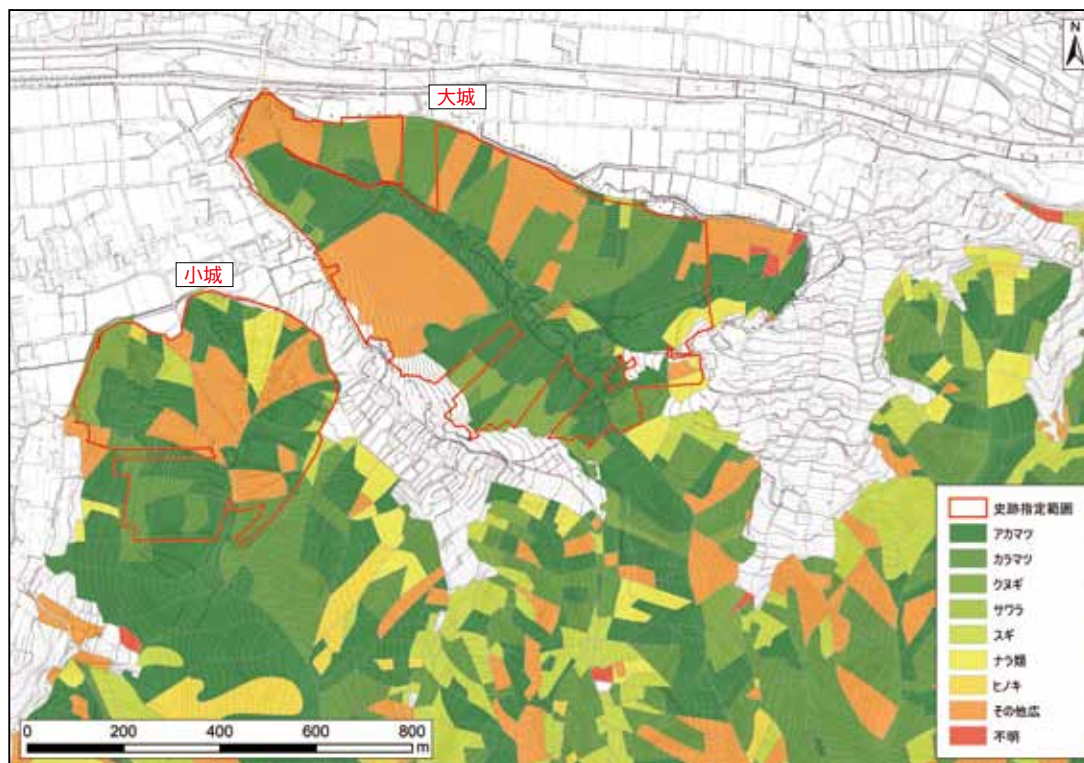 N
大城
小城
史跡指定範囲
アカマツ
カラマツ
クヌギ
サワラ
スギ
ナラ類
ヒノキ
その他広
不明
0 200 400 600 800
m